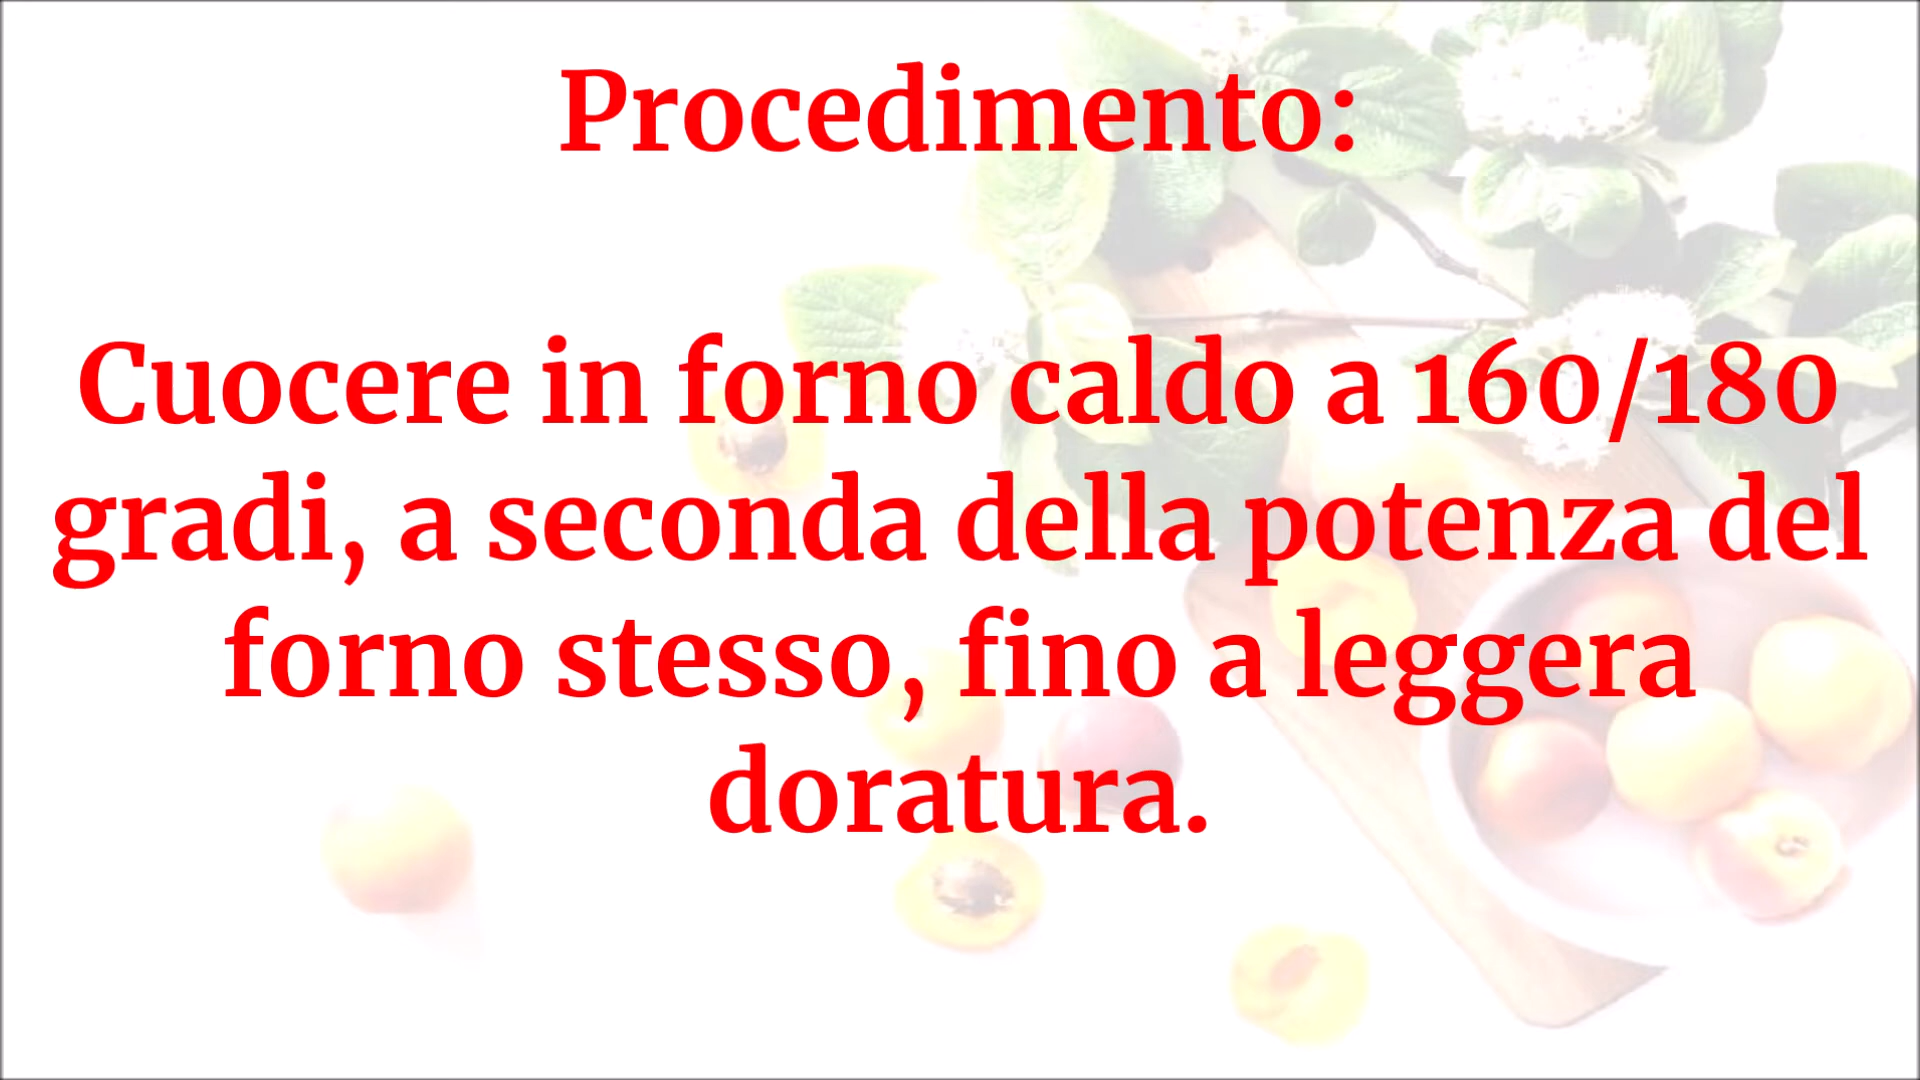 Procedimento:
Cuocere in forno caldo a 160/180
gradi, a seconda della potenza del
forno stesso, fino a leggera
doratura.